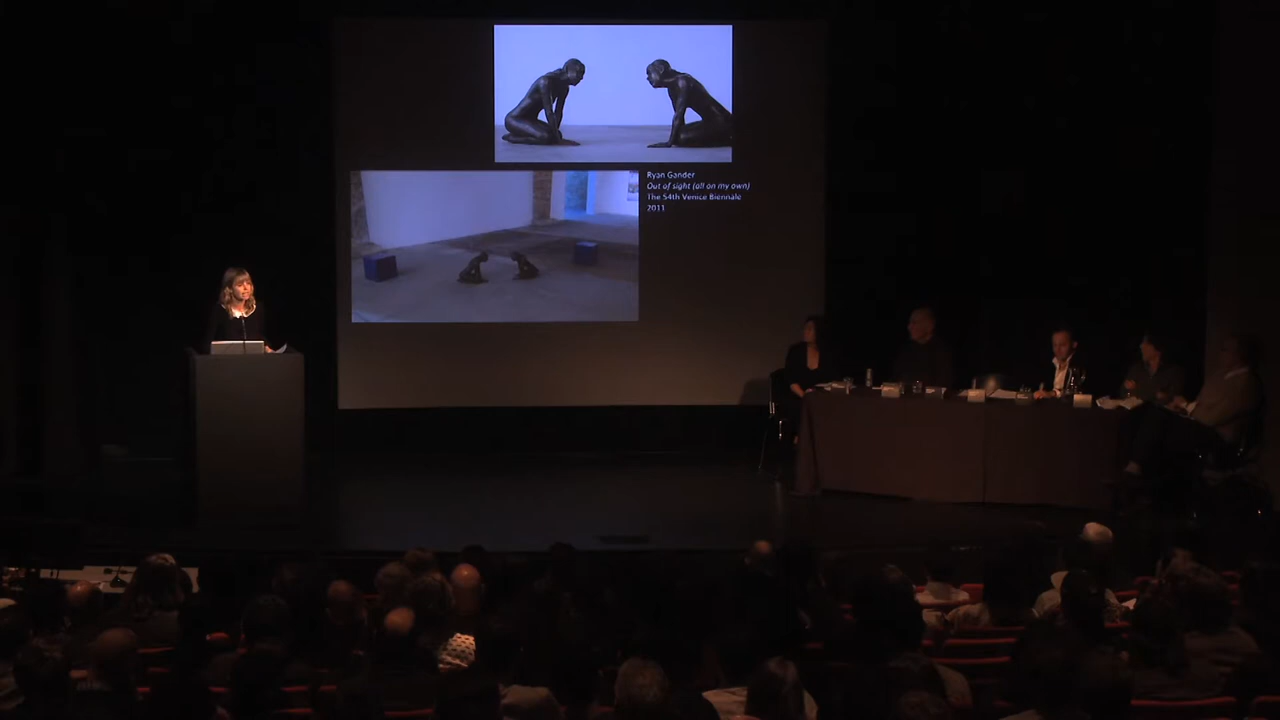 Ryan Gander
Out of sight (all on my own)
The 54th Venice Biennale
2011